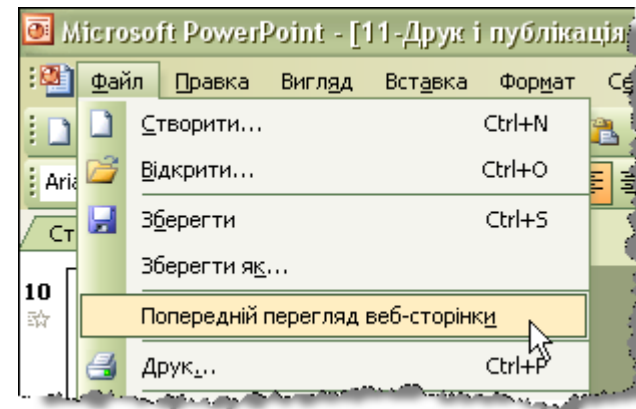 Microsoft PowerPoint - [11-Друк і публікація
Файл Правка Вигляд Вставка Формат
Створити... Ctrl+N
Відкрити... Ctrl+O
Зберегти Ctrl+S
Зберегти як...
10
Попередній перегляд веб-сторінки
Друк... Ctrl+P